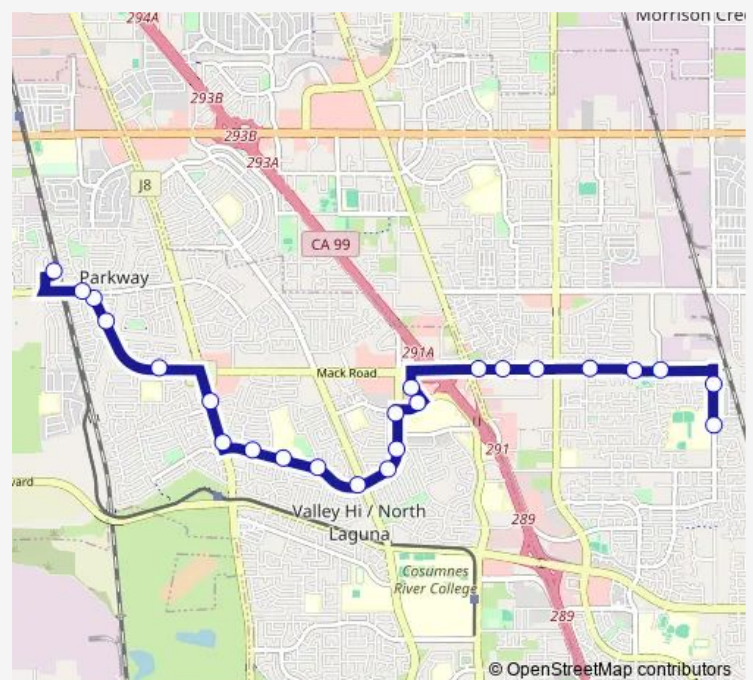 Morrison Cre
294A
293B
293B
293A
J8
CA 99
Parkway
291A
Mack Road
291
vard
Valley Hi / North
Laguna
289
Cosumnes
River College
289
© OpenStreetMap contributors